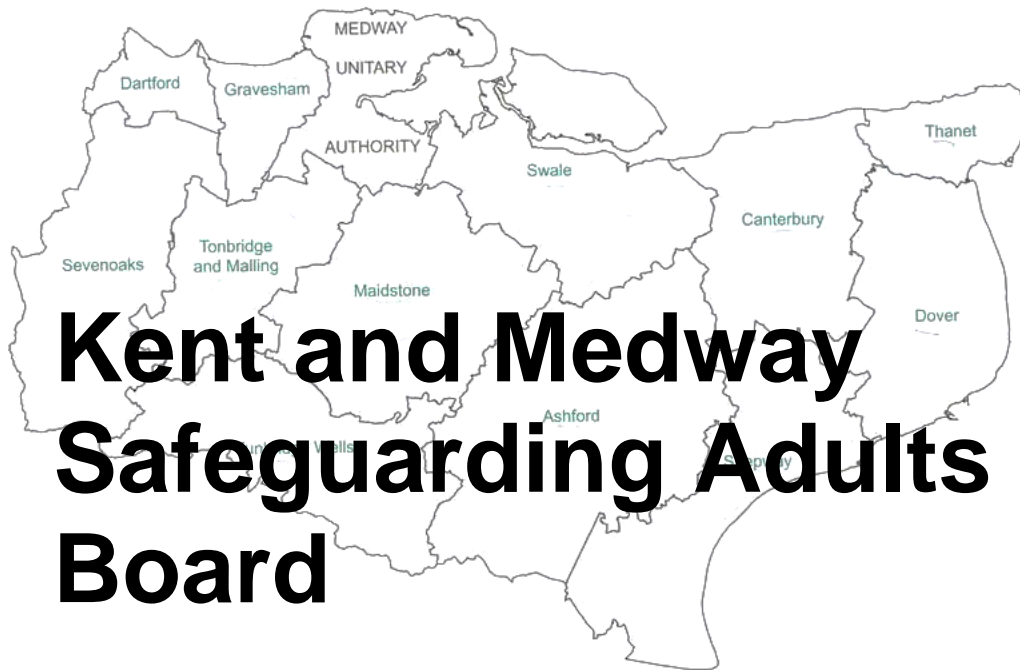 MEDWAY
UNITARY
AUTHORITY
Dartford
Gravesham
Thanet
Swale
Canterbury
Sevenoaks
Tonbridge
and Malling
Maidstone
Dover
Kent and Medway
Ashford
Wells
Safeguarding Adults
Board